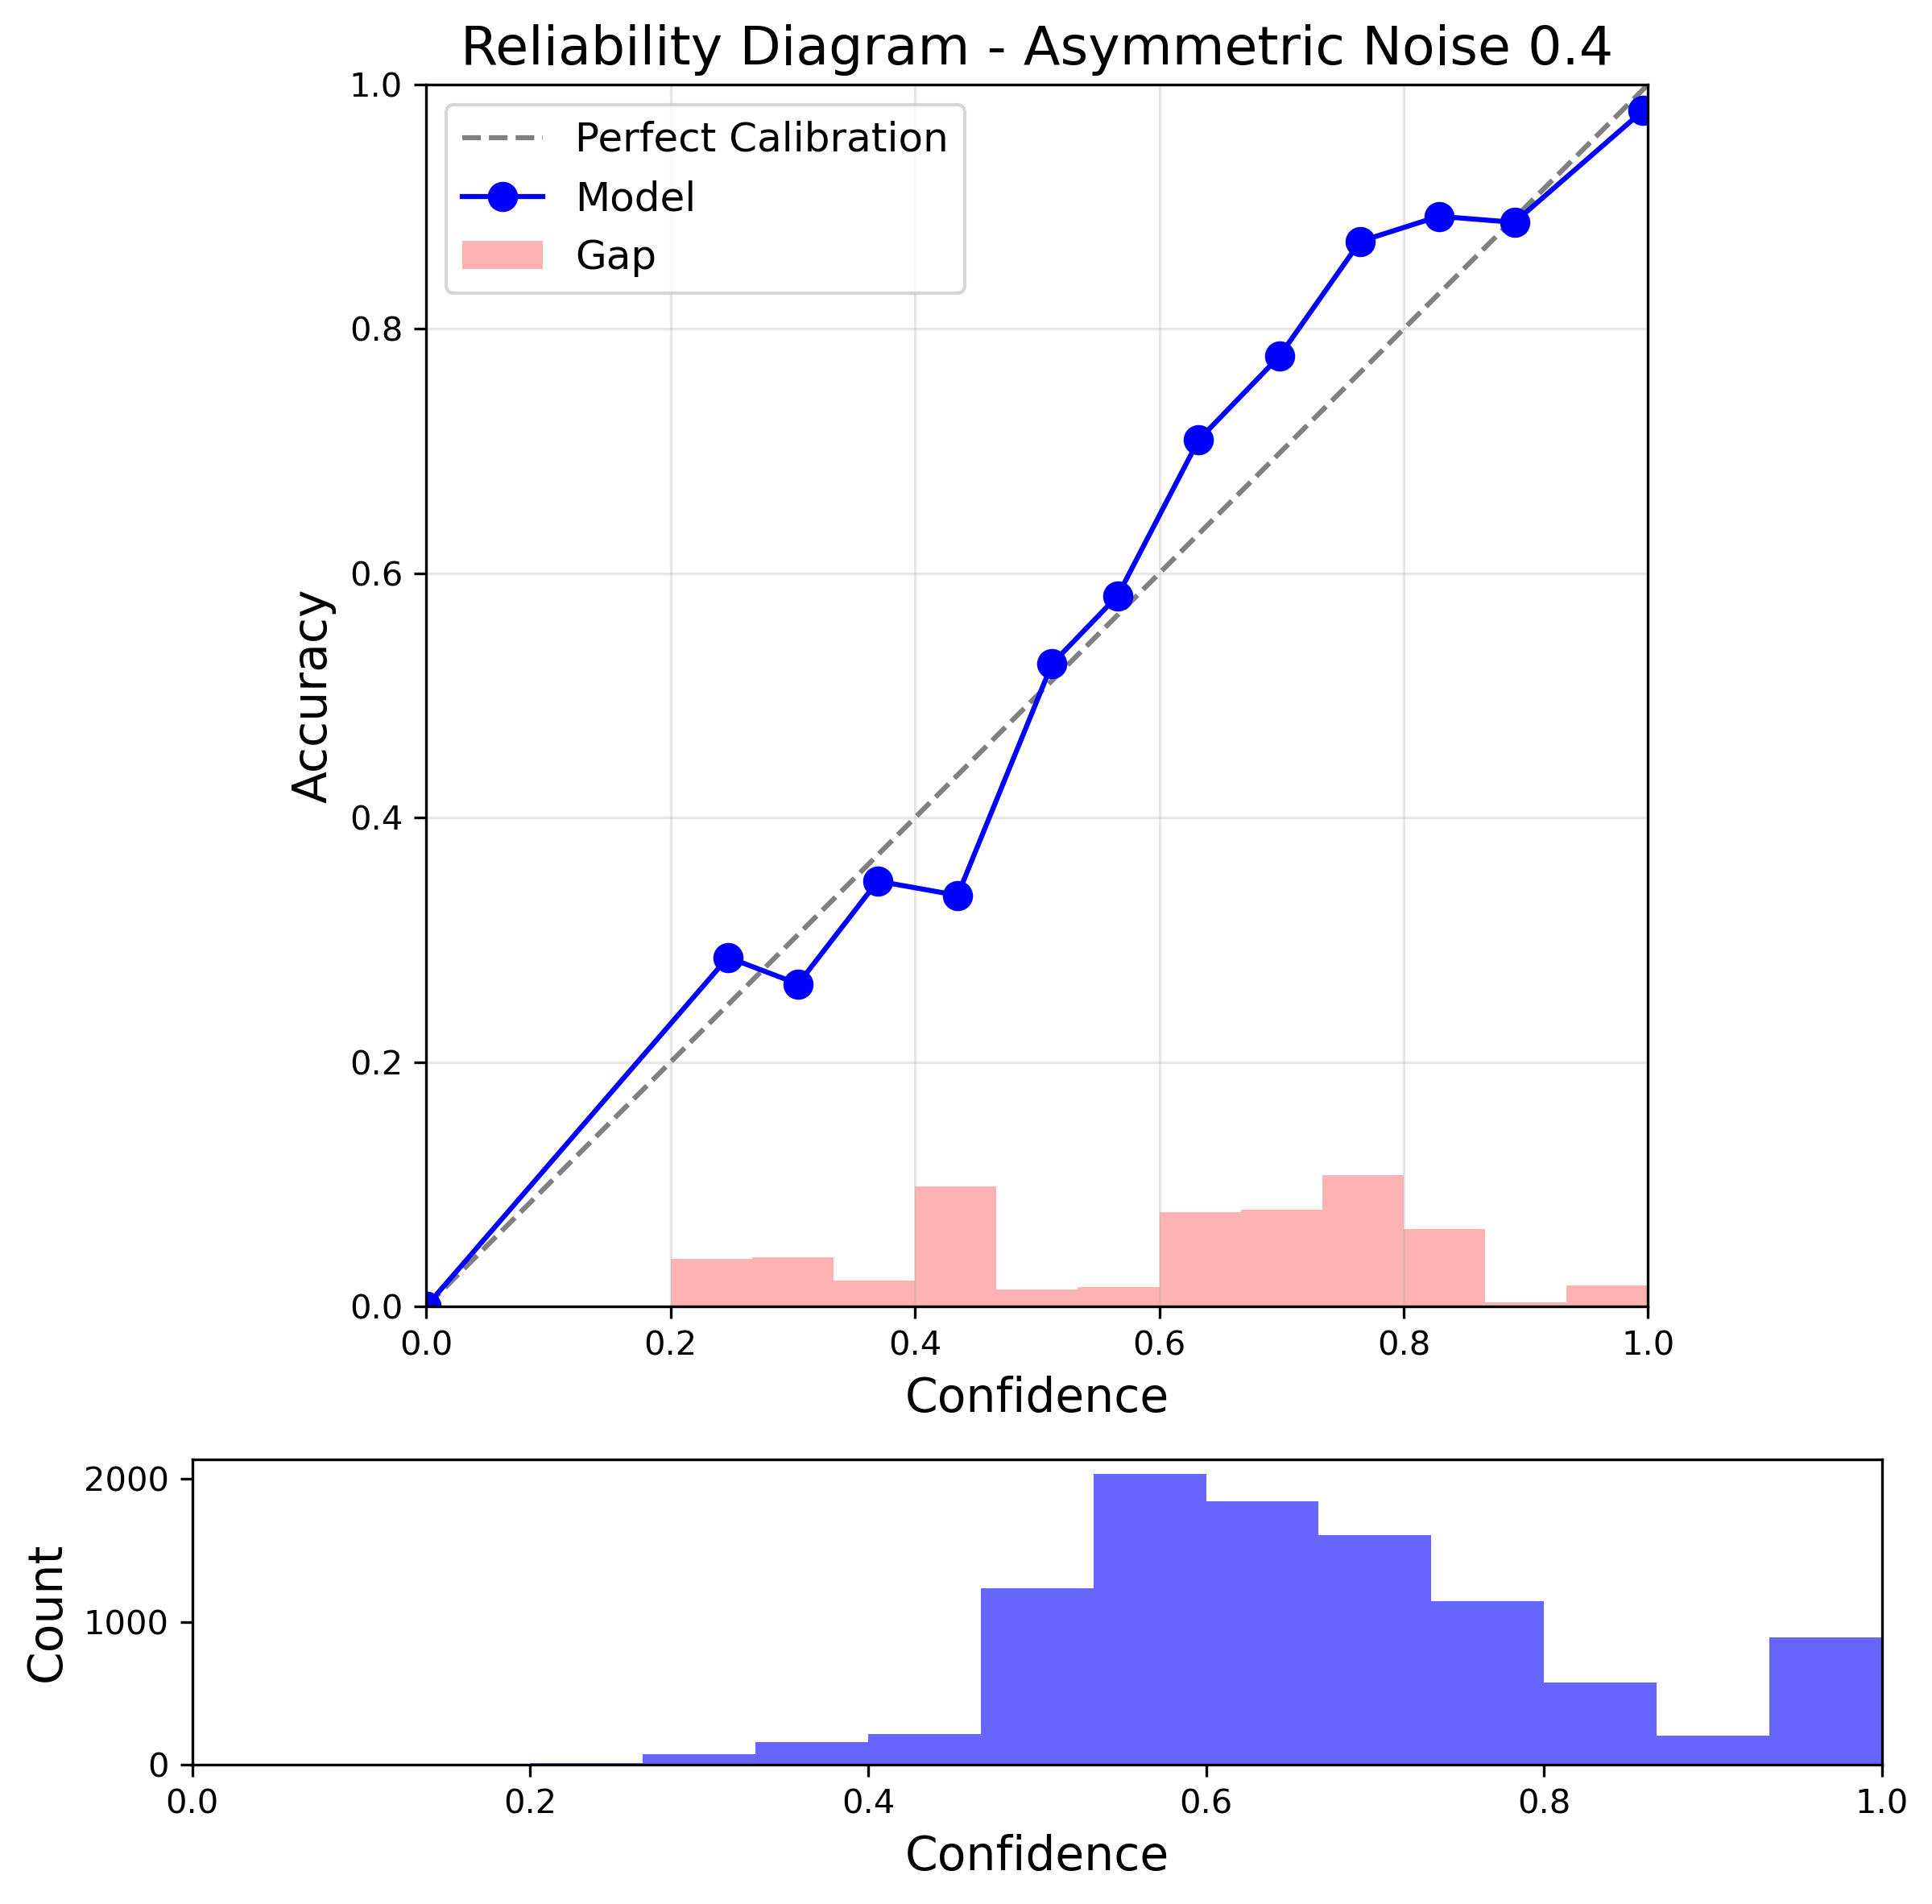 Reliability Diagram - Asymmetric Noise 0.4
1.0
Perfect Calibration
Model
Gap
0.8
0.6
Accuracy
0.4
0.2
0.0
0.0 0.2 0.4 0.6 0.8 1.0
Confidence
2000
Count
1000
0
0.0 0.2 0.4 0.6 0.8 1.0
Confidence